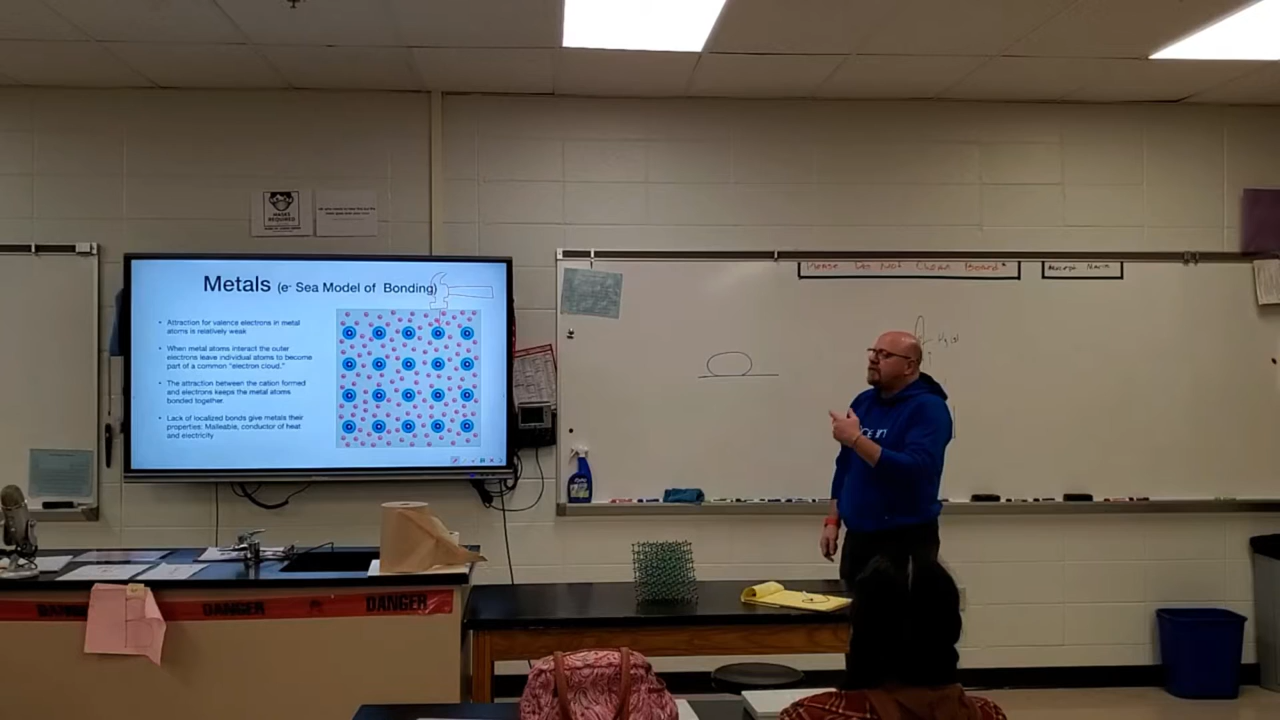 MASKS
REQUIRED
Metals (e- Sea Model of Bonding)
• Attraction for valence electrons in metal
atoms is relatively weak
• When metal atoms interact the outer
electrons leave individual atoms to become
part of a common "electron cloud."
• The attraction between the cation formed
and electrons keeps the metal atoms
bonded together.
• Lack of localized bonds give metals their
properties: Malleable, conductor of heat
and electricity
Please Do Not Clean Board*
DANGER
DANGER